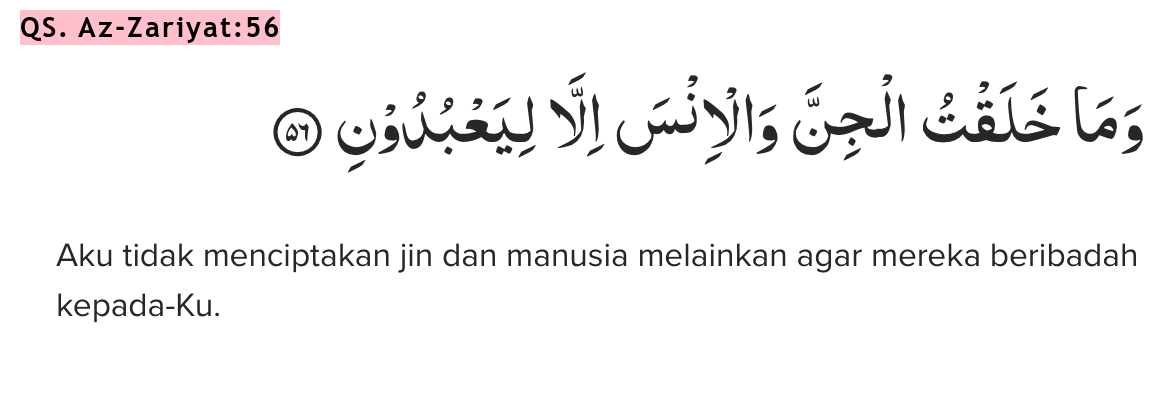 QS. Az-Zariyat:56
وَمَا خَلَقْتُ الْجِنَّ وَالْاِنْسَ اِلَّا لِيَعْبُدُوْنِ ۝٥٦
Aku tidak menciptakan jin dan manusia melainkan agar mereka beribadah
kepada-Ku.